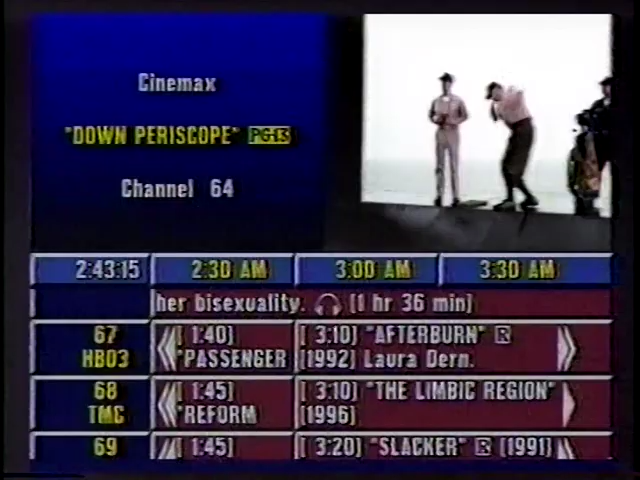 Cinemax
"DOWN PERISCOPE" PG-13
Channel 64
2:43:15 2:30 AM 3:00 AM 3:30 AM
her bisexuality. (1 hr 36 min)
67 [ 1:40] [ 3:10] "AFTERBURN" R
HBO3 "PASSENGER [1992] Laura Dern.
68 [ 1:45] [ 3:10] "THE LIMBIC REGION"
TMC "REFORM [1996]
69 [ 1:45] [ 3:20] "SLACKER" R [1991]